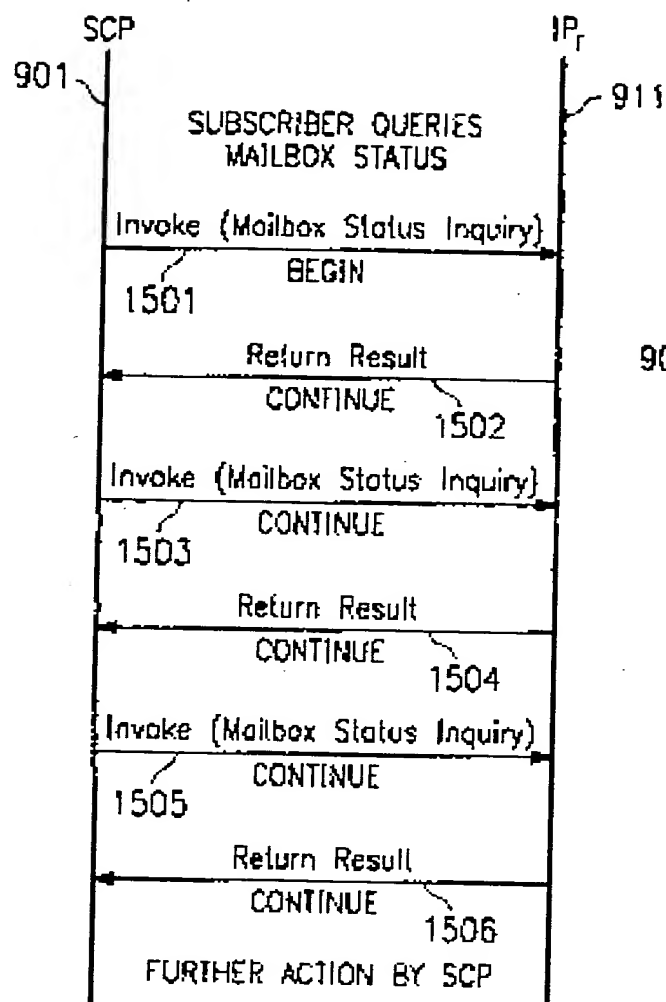 SCP IPr
901 911
SUBSCRIBER QUERIES
MAILBOX STATUS
Invoke (Mailbox Status Inquiry)
BEGIN
1501
Return Result 90
CONTINUE
1502
Invoke (Mailbox Status Inquiry)
CONTINUE
1503
Return Result
CONTINUE
1504
Invoke (Mailbox Status Inquiry)
CONTINUE
1505
Return Result
CONTINUE
1506
FURTHER ACTION BY SCP